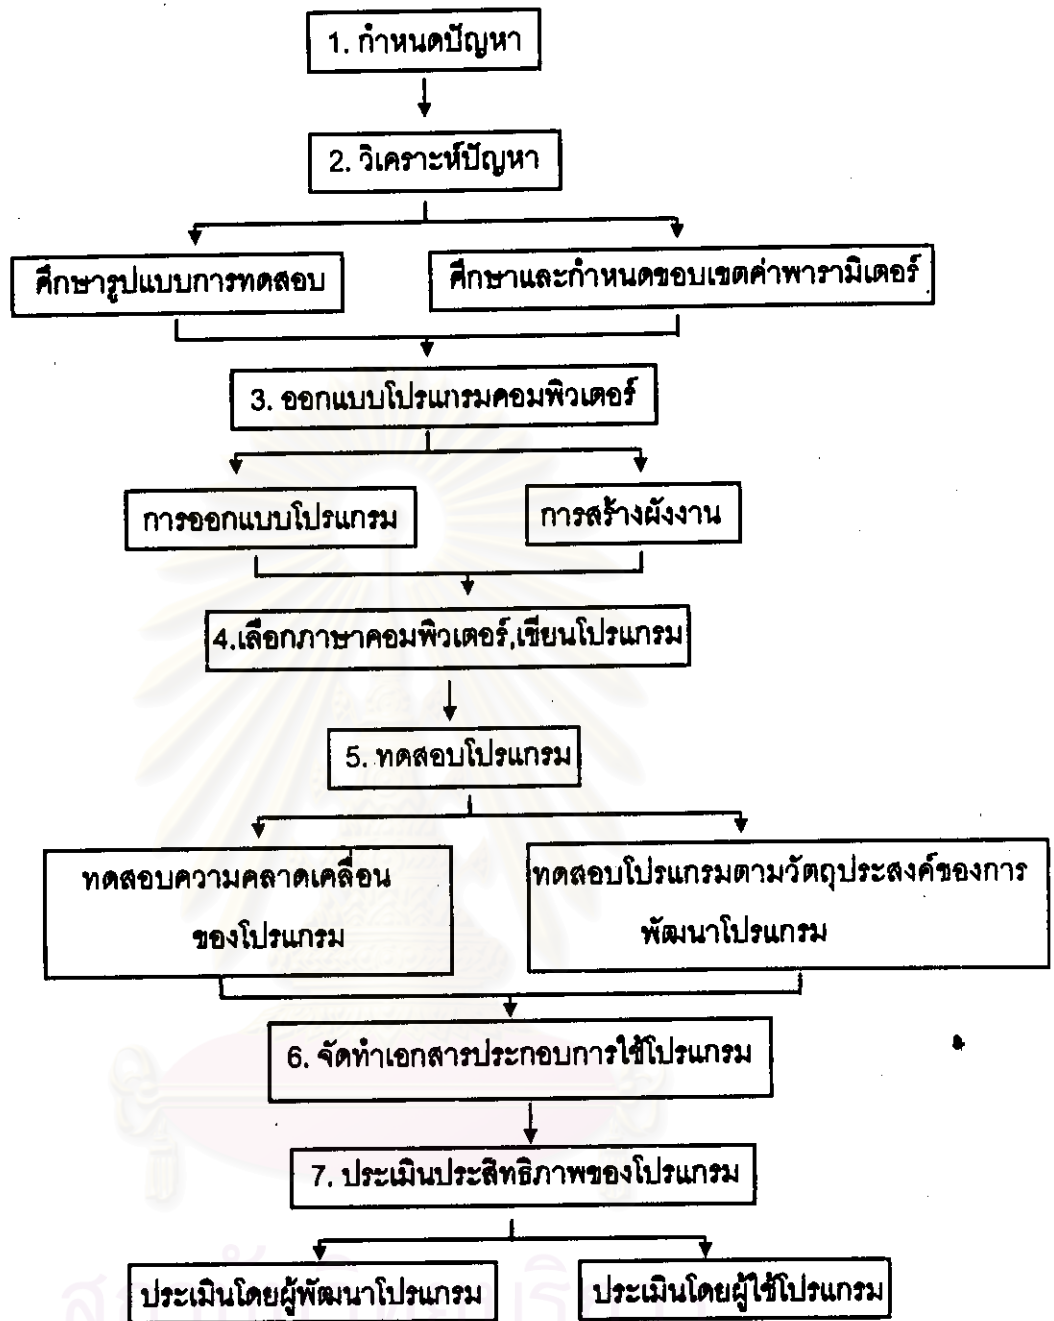 1. กำหนดปัญหา
2. วิเคราะห์ปัญหา
ศึกษารูปแบบการทดสอบ
ศึกษาและกำหนดขอบเขตค่าพารามิเตอร์
3. ออกแบบโปรแกรมคอมพิวเตอร์
การออกแบบโปรแกรม
การสร้างผังงาน
4.เลือกภาษาคอมพิวเตอร์,เขียนโปรแกรม
5. ทดสอบโปรแกรม
ทดสอบความคลาดเคลื่อน
ของโปรแกรม
ทดสอบโปรแกรมตามวัตถุประสงค์ของการ
พัฒนาโปรแกรม
6. จัดทำเอกสารประกอบการใช้โปรแกรม
7. ประเมินประสิทธิภาพของโปรแกรม
ประเมินโดยผู้พัฒนาโปรแกรม
ประเมินโดยผู้ใช้โปรแกรม